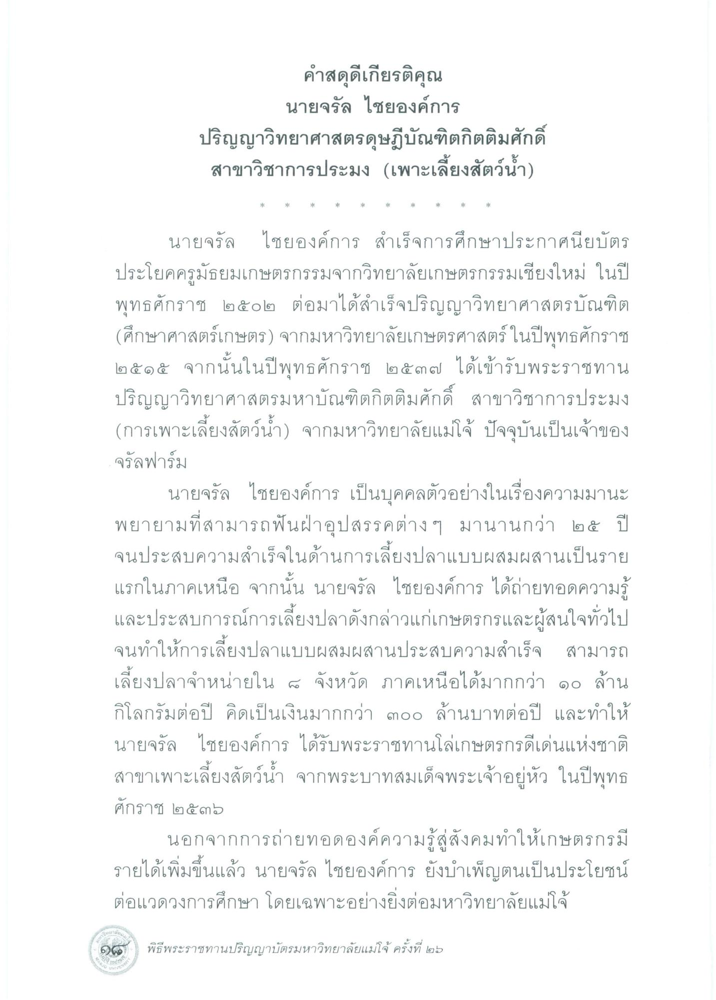 คำสดุดีเกียรติคุณ
นายจรัล ไชยองค์การ
ปริญญาวิทยาศาสตรดุษฎีบัณฑิตกิตติมศักดิ์
สาขาวิชาการประมง (เพาะเลี้ยงสัตว์น้ำ)
* * * * * * * * * *
นายจรัล ไชยองค์การ สำเร็จการศึกษาประกาศนียบัตร
ประโยคครูมัธยมเกษตรกรรมจากวิทยาลัยเกษตรกรรมเชียงใหม่ ในปี
พุทธศักราช ๒๕๐๒ ต่อมาได้สำเร็จปริญญาวิทยาศาสตรบัณฑิต
(ศึกษาศาสตร์เกษตร) จากมหาวิทยาลัยเกษตรศาสตร์ ในปีพุทธศักราช
๒๕๑๕ จากนั้นในปีพุทธศักราช ๒๕๓๗ ได้เข้ารับพระราชทาน
ปริญญาวิทยาศาสตรมหาบัณฑิตกิตติมศักดิ์ สาขาวิชาการประมง
(การเพาะเลี้ยงสัตว์น้ำ) จากมหาวิทยาลัยแม่โจ้ ปัจจุบันเป็นเจ้าของ
จรัลฟาร์ม
นายจรัล ไชยองค์การ เป็นบุคคลตัวอย่างในเรื่องความมานะ
พยายามที่สามารถฟันฝ่าอุปสรรคต่างๆ มานานกว่า ๒๕ ปี
จนประสบความสำเร็จในด้านการเลี้ยงปลาแบบผสมผสานเป็นราย
แรกในภาคเหนือ จากนั้น นายจรัล ไชยองค์การ ได้ถ่ายทอดความรู้
และประสบการณ์การเลี้ยงปลาดังกล่าวแก่เกษตรกรและผู้สนใจทั่วไป
จนทำให้การเลี้ยงปลาแบบผสมผสานประสบความสำเร็จ สามารถ
เลี้ยงปลาจำหน่ายใน ๘ จังหวัด ภาคเหนือได้มากกว่า ๑๐ ล้าน
กิโลกรัมต่อปี คิดเป็นเงินมากกว่า ๓๐๐ ล้านบาทต่อปี และทำให้
นายจรัล ไชยองค์การ ได้รับพระราชทานโล่เกษตรกรดีเด่นแห่งชาติ
สาขาเพาะเลี้ยงสัตว์น้ำ จากพระบาทสมเด็จพระเจ้าอยู่หัว ในปีพุทธ
ศักราช ๒๕๓๖
นอกจากการถ่ายทอดองค์ความรู้สู่สังคมทำให้เกษตรกรมี
รายได้เพิ่มขึ้นแล้ว นายจรัล ไชยองค์การ ยังบำเพ็ญตนเป็นประโยชน์
ต่อแวดวงการศึกษา โดยเฉพาะอย่างยิ่งต่อมหาวิทยาลัยแม่โจ้
๑๘ พิธีพระราชทานปริญญาบัตรมหาวิทยาลัยแม่โจ้ ครั้งที่ ๒๖